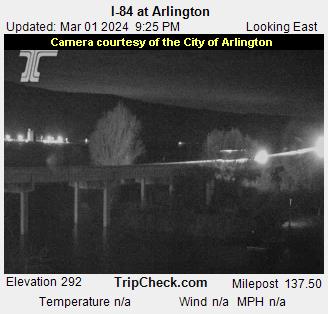 I-84 at Arlington
Updated: Mar 01 2024 9:25 PM Looking East
Camera courtesy of the City of Arlington
Elevation 292 TripCheck.com Milepost 137.50
Temperature n/a Wind n/a MPH n/a